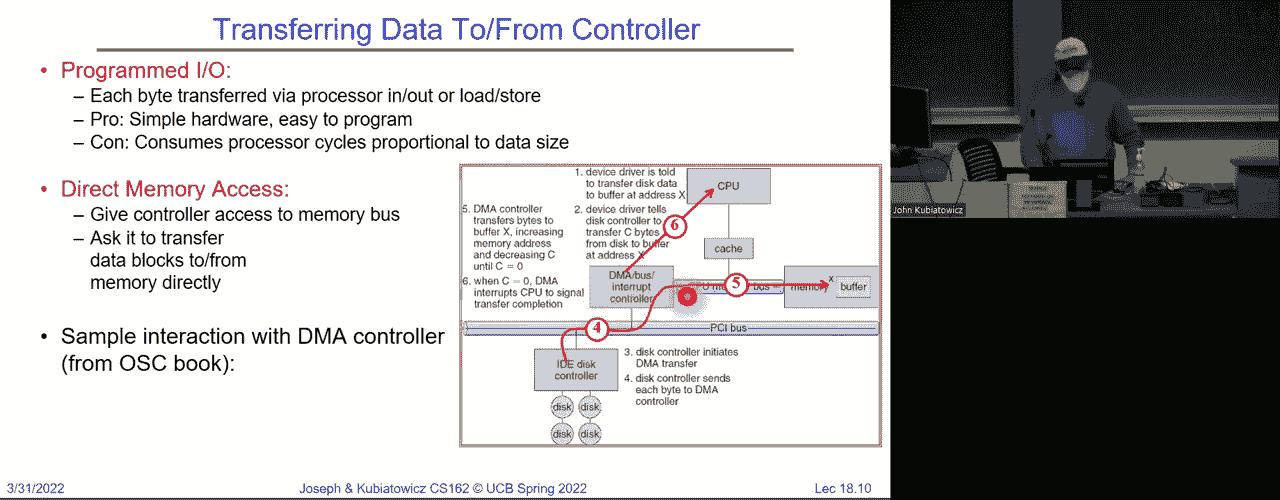 Transferring Data To/From Controller
• Programmed I/O:
– Each byte transferred via processor in/out or load/store
– Pro: Simple hardware, easy to program
– Con: Consumes processor cycles proportional to data size
• Direct Memory Access:
– Give controller access to memory bus
– Ask it to transfer
data blocks to/from
memory directly
• Sample interaction with DMA controller
(from OSC book):
1. device driver is told
to transfer disk data
to buffer at address X
2. device driver tells
disk controller to
transfer C bytes
from disk to buffer
at address X
5. DMA controller
transfers bytes to
buffer X, increasing
memory address
and decreasing C
until C = 0
6. when C = 0, DMA
interrupts CPU to signal
transfer completion
CPU
6
cache
DMA/bus/
interrupt
controller
5
bus
memory
x
buffer
4
PCI bus
IDE disk
controller
3. disk controller initiates
DMA transfer
4. disk controller sends
each byte to DMA
controller
disk disk
disk disk
3/31/2022
Joseph & Kubiatowicz CS162 © UCB Spring 2022
Lec 18.10
John Kubiatowicz